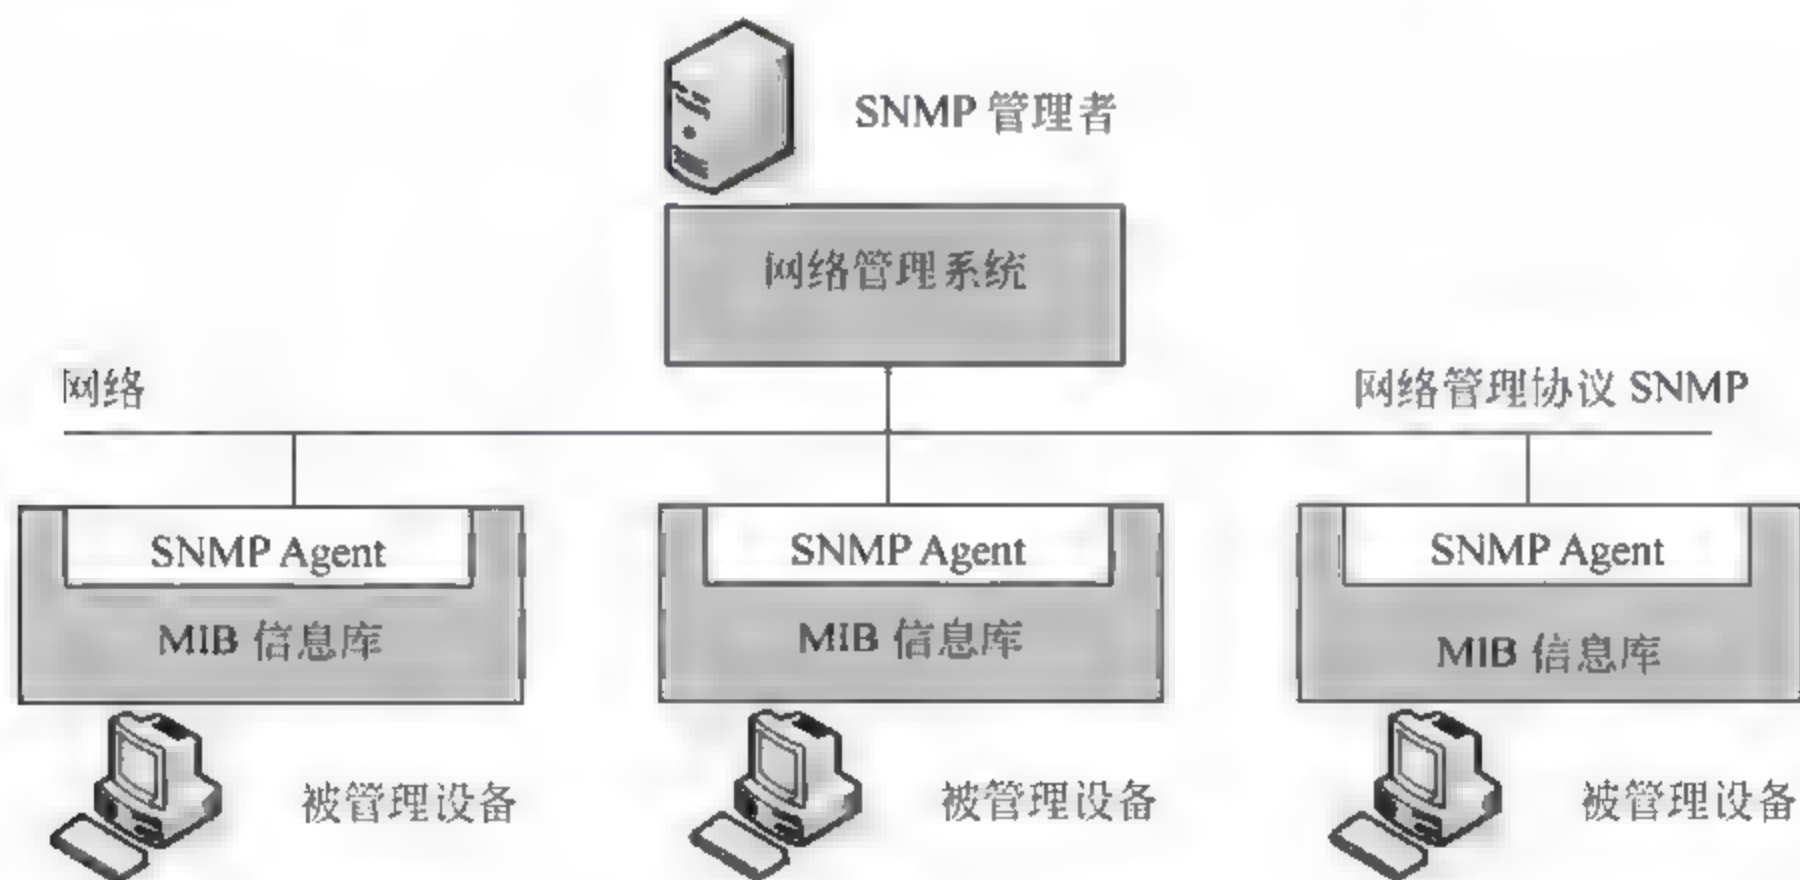 SNMP 管理者
网络管理系统
网络
网络管理协议 SNMP
SNMP Agent
SNMP Agent
SNMP Agent
MIB 信息库
MIB 信息库
MIB 信息库
被管理设备
被管理设备
被管理设备